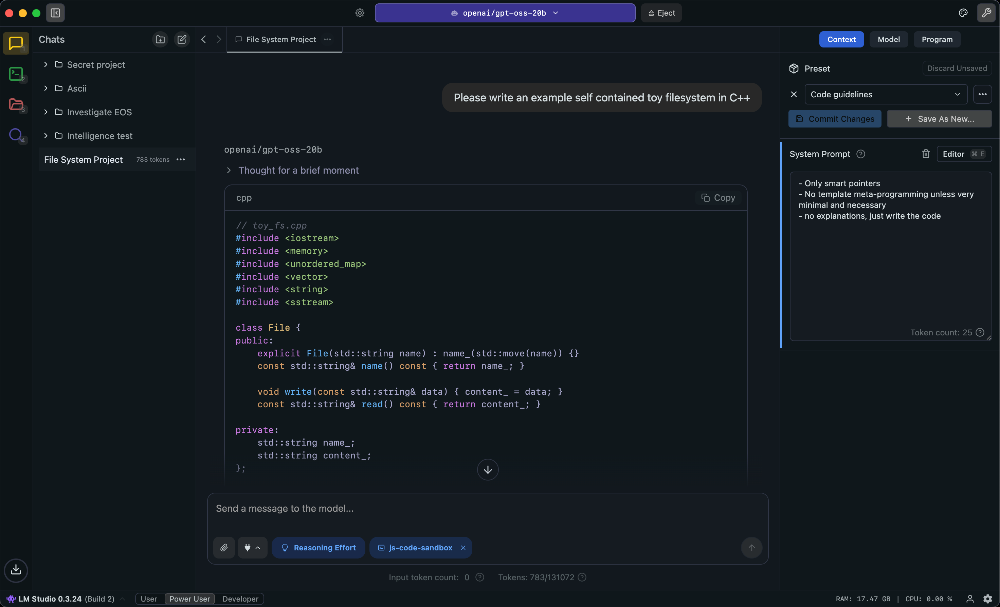 openai/gpt-oss-20b
Eject
1
2
3
4
Chats
Secret project
Ascii
Investigate EOS
Intelligence test
File System Project 783 tokens
File System Project
Please write an example self contained toy filesystem in C++
openai/gpt-oss-20b
Thought for a brief moment
cpp
Copy
// toy_fs.cpp
#include <iostream>
#include <memory>
#include <unordered_map>
#include <vector>
#include <string>
#include <sstream>
class File {
public:
    explicit File(std::string name) : name_(std::move(name)) {}
    const std::string& name() const { return name_; }
    void write(const std::string& data) { content_ = data; }
    const std::string& read() const { return content_; }
private:
    std::string name_;
    std::string content_;
};
Send a message to the model...
Reasoning Effort
js-code-sandbox
Input token count: 0
Tokens: 783/131072
Context
Model
Program
Preset
Discard Unsaved
Code guidelines
Commit Changes
+ Save As New...
System Prompt
Editor ⌘ E
- Only smart pointers
- No template meta-programming unless very
minimal and necessary
- no explanations, just write the code
Token count: 25
LM Studio 0.3.24 (Build 2)
User
Power User
Developer
RAM: 17.47 GB | CPU: 0.00 %